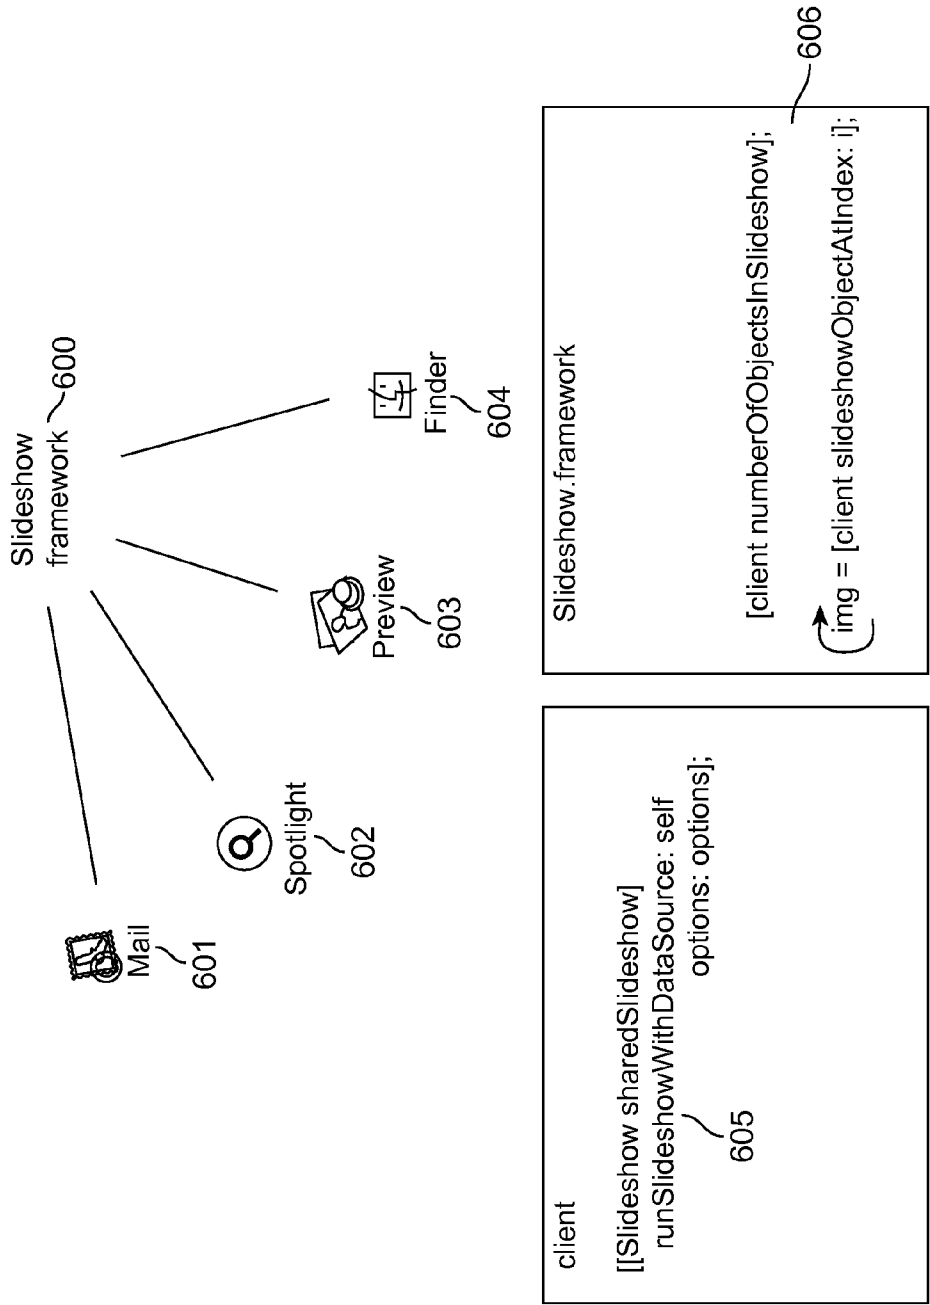 Slideshow
framework 600
Mail
601
Spotlight
602
Preview
603
Finder
604
client
[[Slideshow sharedSlideshow]
runSlideshowWithDataSource: self
options: options];
605
Slideshow.framework
[client numberOfObjectsInSlideshow];
606
img = [client slideshowObjectAtIndex: i];